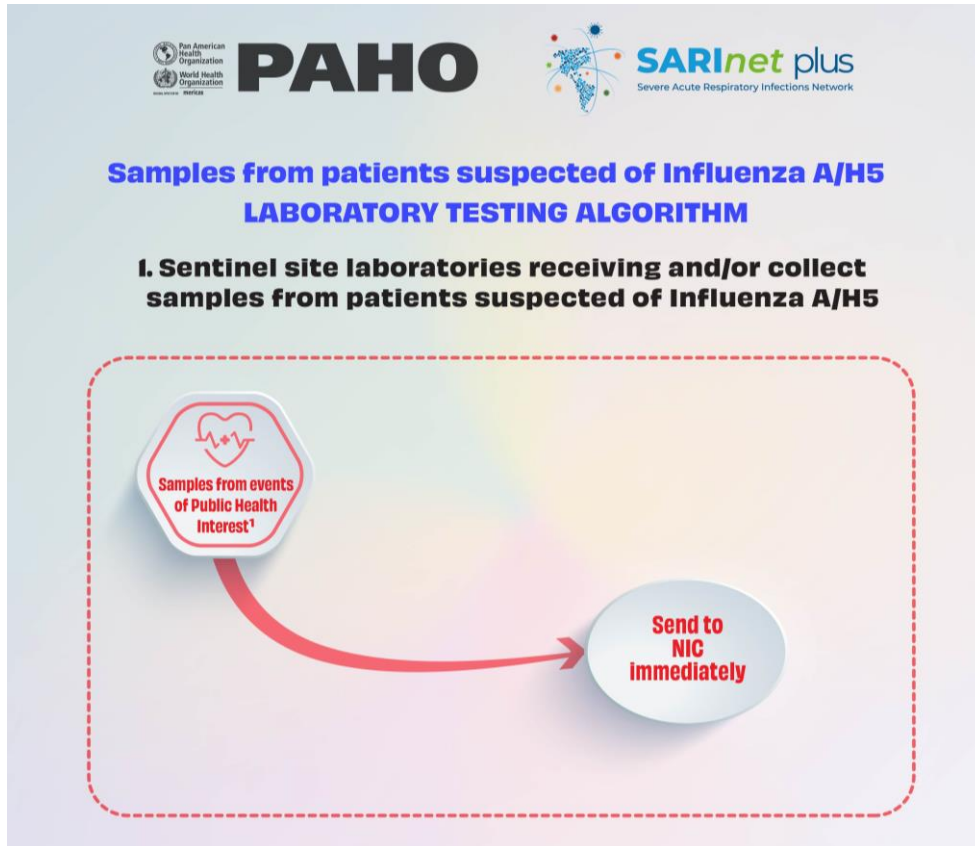 Pan American
Health
Organization
World Health
Organization
Americas
PAHO
SARInet plus
Severe Acute Respiratory Infections Network
Samples from patients suspected of Influenza A/H5
LABORATORY TESTING ALGORITHM
1. Sentinel site laboratories receiving and/or collect
samples from patients suspected of Influenza A/H5
Samples from events
of Public Health
Interest¹
Send to
NIC
immediately